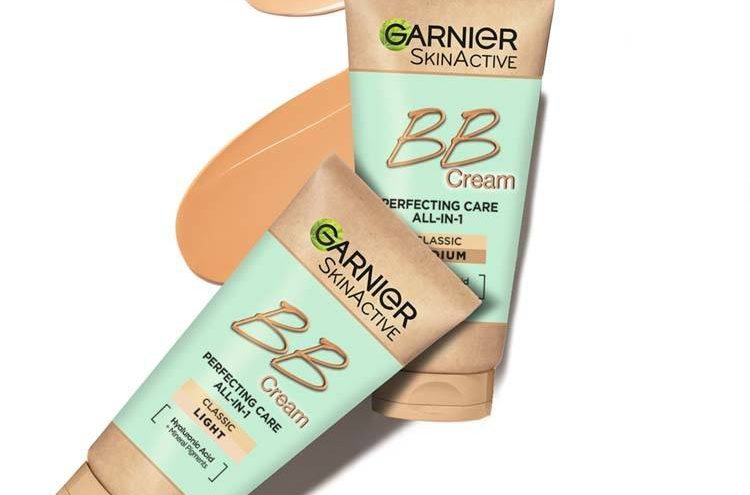 GARNIER
SKINACTIVE
BB
Cream
PERFECTING CARE
ALL-IN-1
CLASSIC
GARNIER
SKINACTIVE
BB
Cream
PERFECTING CARE
ALL-IN-1
CLASSIC
LIGHT
Hyaluronic Acid
+ Mineral Pigments